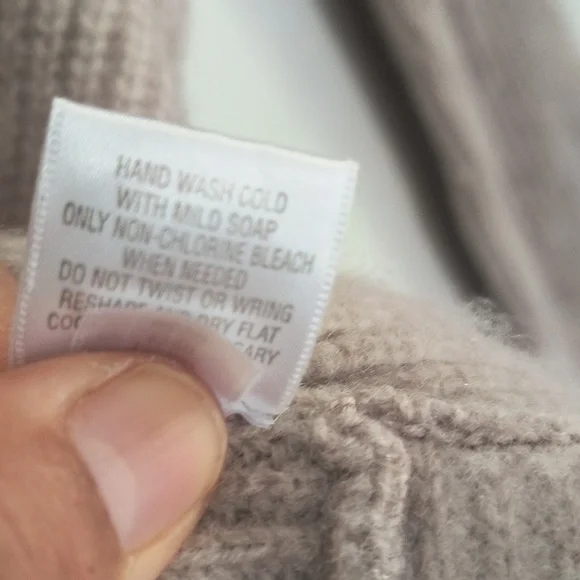 HAND WASH COLD
WITH MILD SOAP
ONLY NON-CHLORINE BLEACH
WHEN NEEDED
DO NOT TWIST OR WRING
RESHAPE AND DRY FLAT